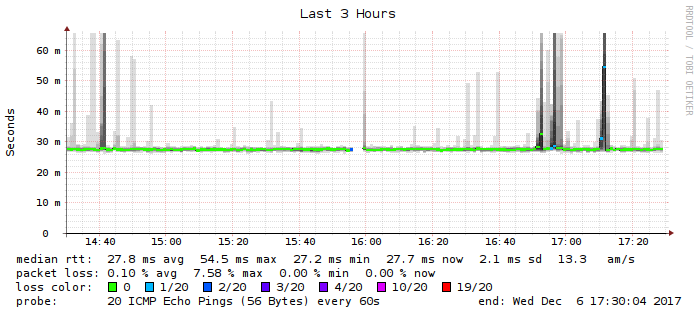 Last 3 Hours
RRDTOOL / TOBI OETIKER
Seconds
60 m
50 m
40 m
30 m
20 m
10 m
0
14:40 15:00 15:20 15:40 16:00 16:20 16:40 17:00 17:20
median rtt: 27.8 ms avg 54.5 ms max 27.2 ms min 27.7 ms now 2.1 ms sd 13.3 am/s
packet loss: 0.10 % avg 7.58 % max 0.00 % min 0.00 % now
loss color: 0 1/20 2/20 3/20 4/20 10/20 19/20
probe: 20 ICMP Echo Pings (56 Bytes) every 60s end: Wed Dec 6 17:30:04 2017